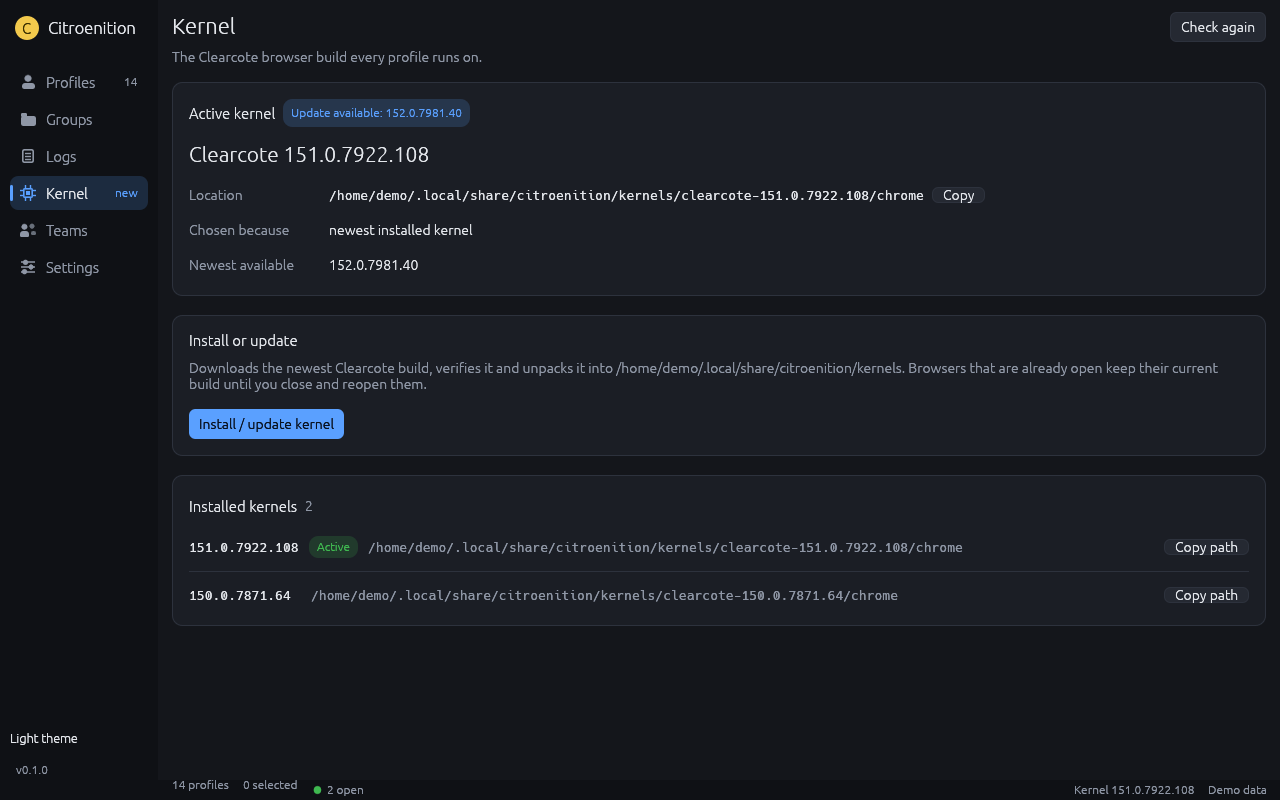 C Citroenition
Profiles 14
Groups
Logs
Kernel new
Teams
Settings
Light theme
v0.1.0
Kernel
Check again
The Clearcote browser build every profile runs on.
Active kernel Update available: 152.0.7981.40
Clearcote 151.0.7922.108
Location /home/demo/.local/share/citroenition/kernels/clearcote-151.0.7922.108/chrome Copy
Chosen because newest installed kernel
Newest available 152.0.7981.40
Install or update
Downloads the newest Clearcote build, verifies it and unpacks it into /home/demo/.local/share/citroenition/kernels. Browsers that are already open keep their current
build until you close and reopen them.
Install / update kernel
Installed kernels 2
151.0.7922.108 Active /home/demo/.local/share/citroenition/kernels/clearcote-151.0.7922.108/chrome Copy path
150.0.7871.64 /home/demo/.local/share/citroenition/kernels/clearcote-150.0.7871.64/chrome Copy path
14 profiles 0 selected 2 open Kernel 151.0.7922.108 Demo data